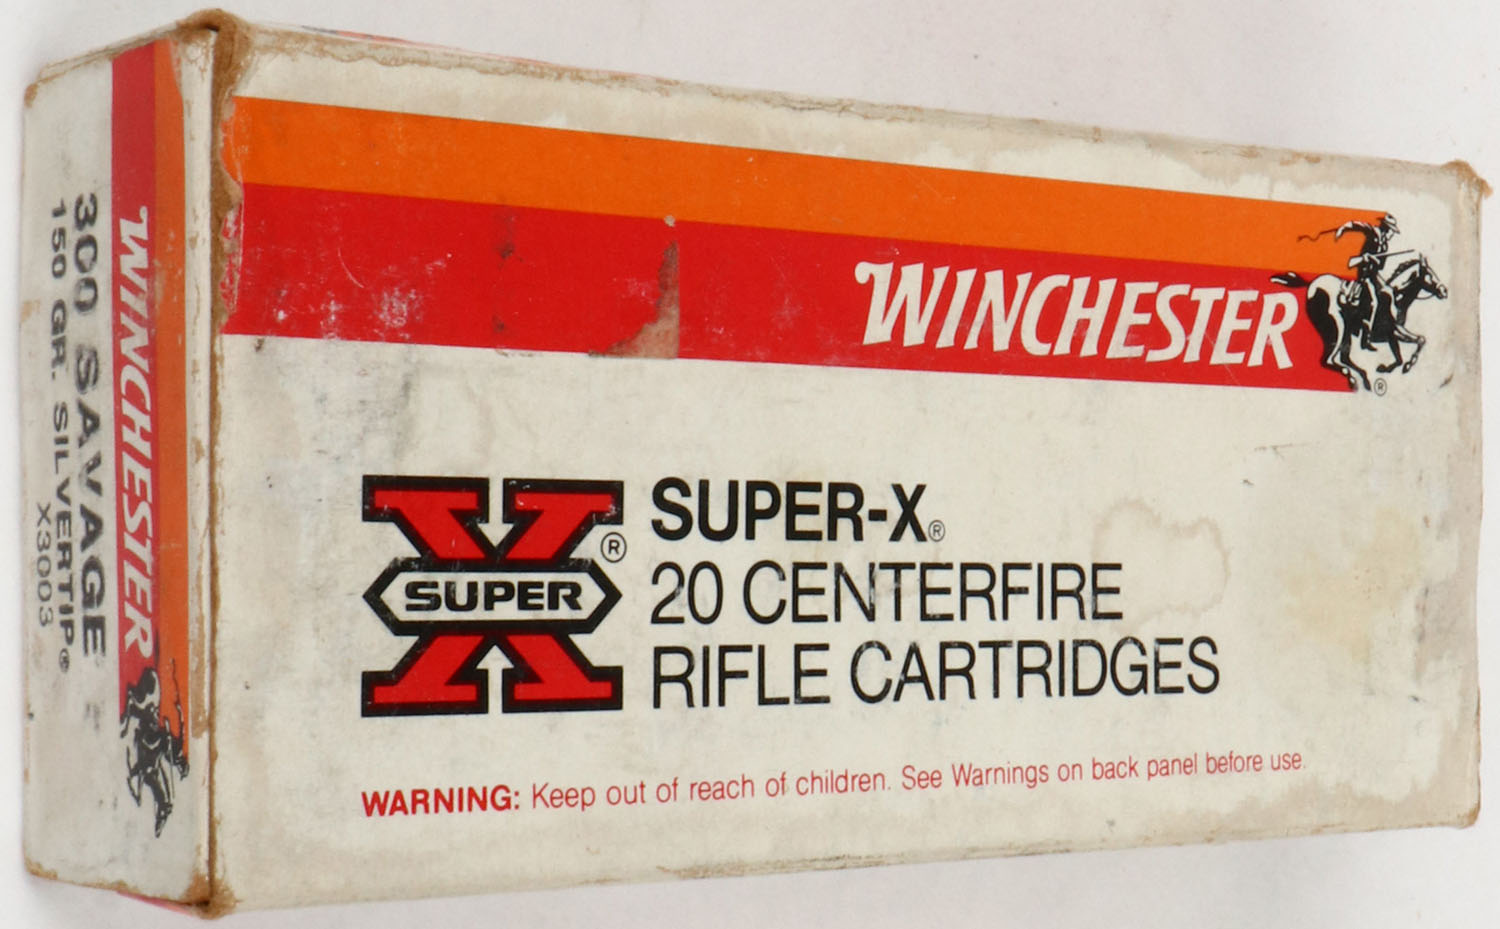 WINCHESTER
®
SUPER
®
SUPER-X®
20 CENTERFIRE
RIFLE CARTRIDGES
WARNING: Keep out of reach of children. See Warnings on back panel before use.
WINCHESTER
300 SAVAGE
150 GR. SILVERTIP®
X3003